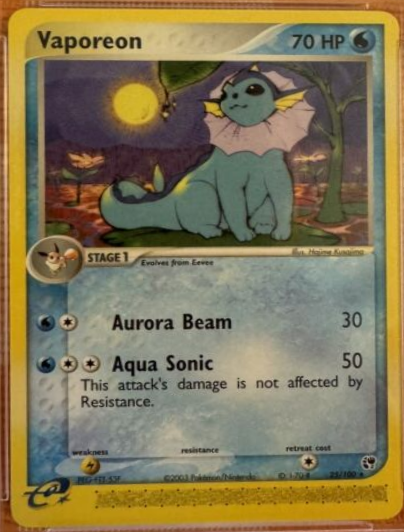 Vaporeon 70 HP
Illus. Hajime Kusajima
STAGE 1
Evolves from Eevee
Aurora Beam 30
Aqua Sonic 50
This attack's damage is not affected by
Resistance.
weakness resistance retreat cost
©2003 Pokémon/Nintendo
e